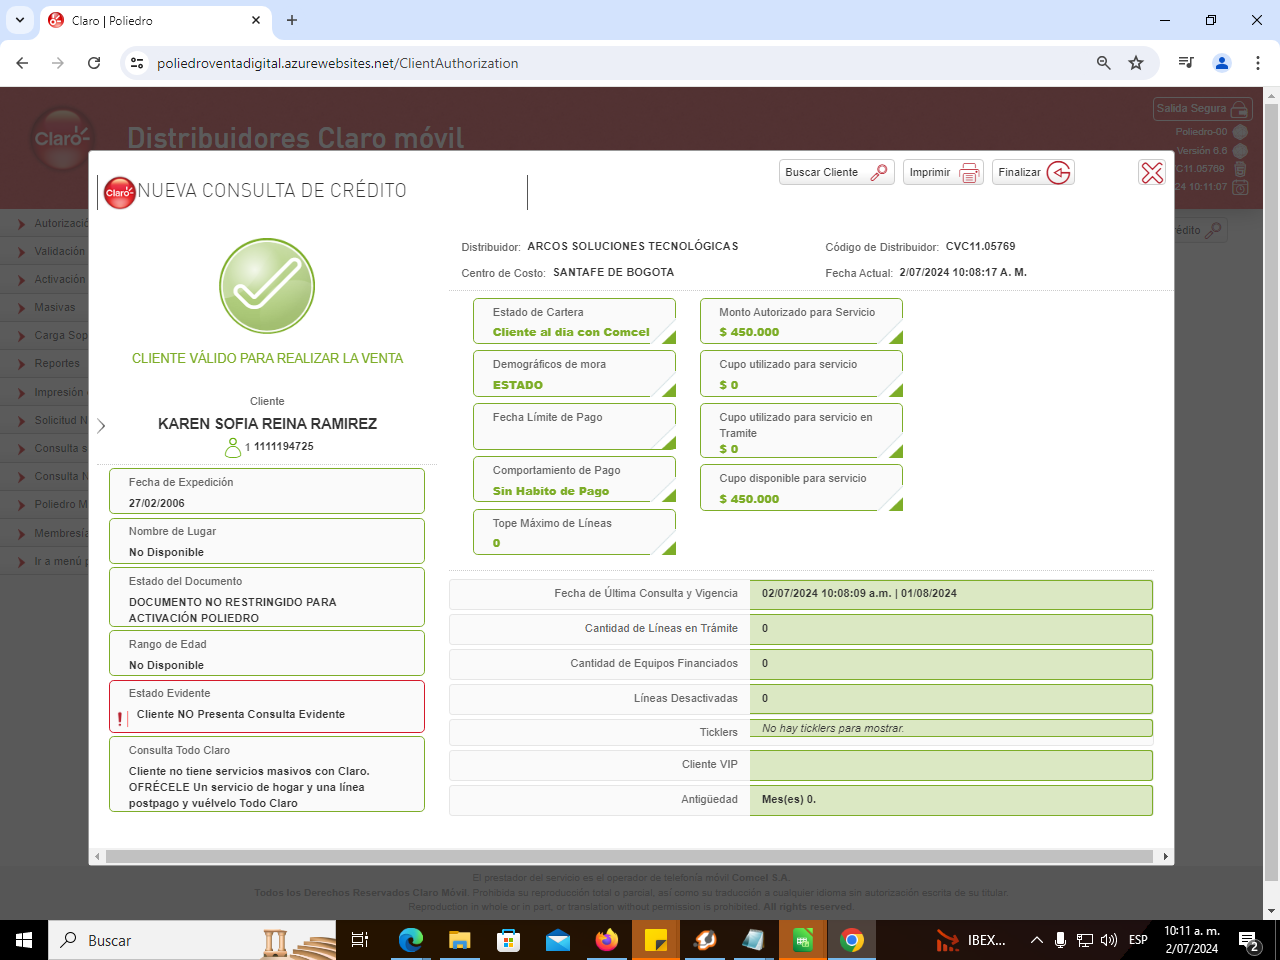 Claro | Poliedro
poliedroventadigital.azurewebsites.net/ClientAuthorization
Claro
Distribuidores Claro móvil
Salida Segura
Poliedro-00
Versión 6.6
VC11.05769
24 10:11:07
Autorizació
Validación
Activación
Masivas
Carga Sop
Reportes
Impresión
Solicitud N
Consulta s
Consulta N
Poliedro M
Membresía
Ir a menú p
rédito
Claro
NUEVA CONSULTA DE CRÉDITO
Buscar Cliente
Imprimir
Finalizar
CLIENTE VÁLIDO PARA REALIZAR LA VENTA
Cliente
KAREN SOFIA REINA RAMIREZ
1 1111194725
Fecha de Expedición
27/02/2006
Nombre de Lugar
No Disponible
Estado del Documento
DOCUMENTO NO RESTRINGIDO PARA
ACTIVACIÓN POLIEDRO
Rango de Edad
No Disponible
Estado Evidente
! Cliente NO Presenta Consulta Evidente
Consulta Todo Claro
Cliente no tiene servicios masivos con Claro.
OFRÉCELE Un servicio de hogar y una línea
postpago y vuélvelo Todo Claro
Distribuidor: ARCOS SOLUCIONES TECNOLÓGICAS
Código de Distribuidor: CVC11.05769
Centro de Costo: SANTAFE DE BOGOTA
Fecha Actual: 2/07/2024 10:08:17 A. M.
Estado de Cartera
Cliente al dia con Comcel
Demográficos de mora
ESTADO
Fecha Límite de Pago
Comportamiento de Pago
Sin Habito de Pago
Tope Máximo de Líneas
0
Monto Autorizado para Servicio
$ 450.000
Cupo utilizado para servicio
$ 0
Cupo utilizado para servicio en
Tramite
$ 0
Cupo disponible para servicio
$ 450.000
Fecha de Última Consulta y Vigencia 02/07/2024 10:08:09 a.m. | 01/08/2024
Cantidad de Líneas en Trámite 0
Cantidad de Equipos Financiados 0
Líneas Desactivadas 0
Ticklers No hay ticklers para mostrar.
Cliente VIP
Antigüedad Mes(es) 0.
El prestador del servicio es el operador de telefonía móvil Comcel S.A.
Todos los Derechos Reservados Claro Móvil. Prohibida su reproducción total o parcial, así como su traducción a cualquier idioma sin autorización escrita de su titular.
Reproduction in whole or in part, or translation without permission is prohibited. All rights reserved.
Buscar
IBEX...
ESP
10:11 a. m.
2/07/2024
2